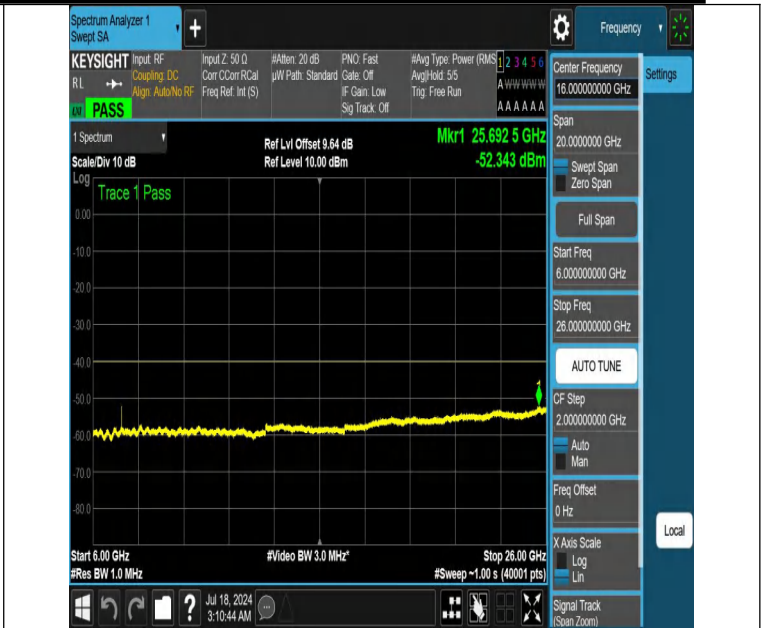 Spectrum Analyzer 1
Swept SA
+
Frequency
KEYSIGHT
RL
PASS
Input: RF
Coupling: DC
Align: Auto/No RF
Input Z: 50 Ω
Corr CCorr RCal
Freq Ref: Int (S)
#Atten: 20 dB
µW Path: Standard
PNO: Fast
Gate: Off
IF Gain: Low
Sig Track: Off
#Avg Type: Power (RMS
Avg|Hold: 5/5
Trig: Free Run
1 2 3 4 5 6
A W W W W W
A A A A A A
1 Spectrum
Scale/Div 10 dB
Log
Ref Lvl Offset 9.64 dB
Ref Level 10.00 dBm
Mkr1 25.692 5 GHz
-52.343 dBm
Trace 1 Pass
0.00
-10.0
-20.0
-30.0
-40.0
-50.0
-60.0
-70.0
-80.0
1
Start 6.00 GHz
#Res BW 1.0 MHz
#Video BW 3.0 MHz*
Stop 26.00 GHz
#Sweep ~1.00 s (40001 pts)
?
Jul 18, 2024
3:10:44 AM
Center Frequency
16.000000000 GHz
Settings
Span
20.0000000 GHz
Swept Span
Zero Span
Full Span
Start Freq
6.000000000 GHz
Stop Freq
26.000000000 GHz
AUTO TUNE
CF Step
2.000000000 GHz
Auto
Man
Freq Offset
0 Hz
X Axis Scale
Log
Lin
Local
Signal Track
(Span Zoom)